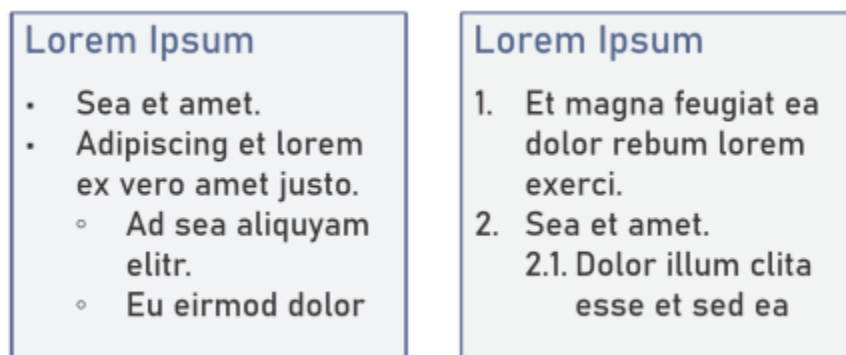 Lorem Ipsum
▪ Sea et amet.
▪ Adipiscing et lorem
ex vero amet justo.
◦ Ad sea aliquyam
elitr.
◦ Eu eirmod dolor
Lorem Ipsum
1. Et magna feugiat ea
dolor rebum lorem
exerci.
2. Sea et amet.
2.1. Dolor illum clita
esse et sed ea